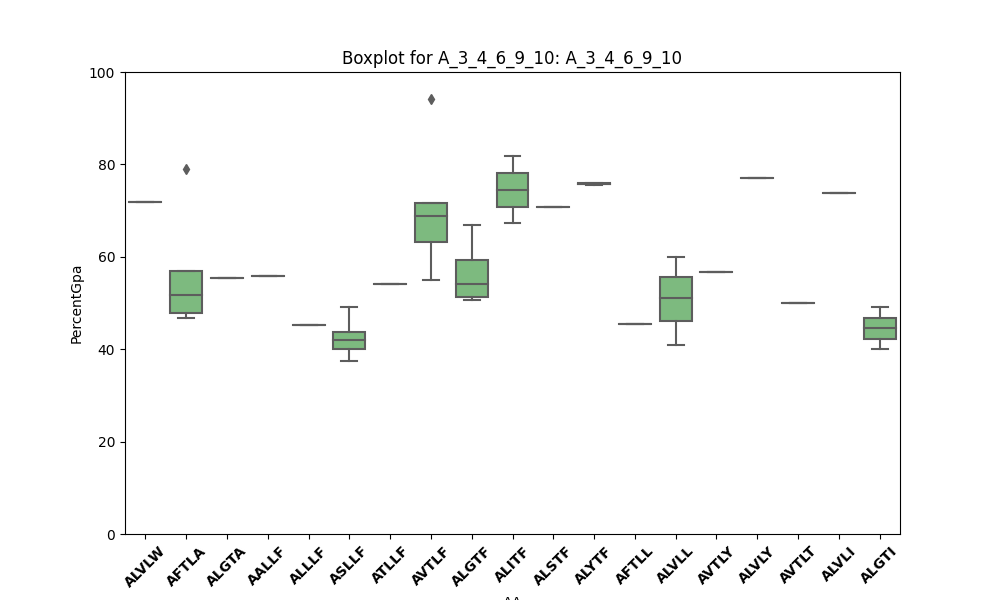 Boxplot for A_3_4_6_9_10: A_3_4_6_9_10
100
80
60
40
20
0
PercentGpa
ALVLW
AFTLA
ALGTA
AALLF
ALLLF
ASLLF
ATLLF
AVTLF
ALGTF
ALITF
ALSTF
ALYTF
AFTLL
ALVLL
AVTLY
ALVLY
AVTLT
ALVLI
ALGTI